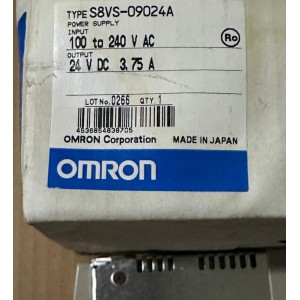 TYPE S8VS-09024A
POWER SUPPLY
INPUT
100 to 240 V AC
OUTPUT
24 V DC 3.75 A
Ro
LOT No. 0266 QTY. 1
4536854838705
OMRON Corporation MADE IN JAPAN
OMRON